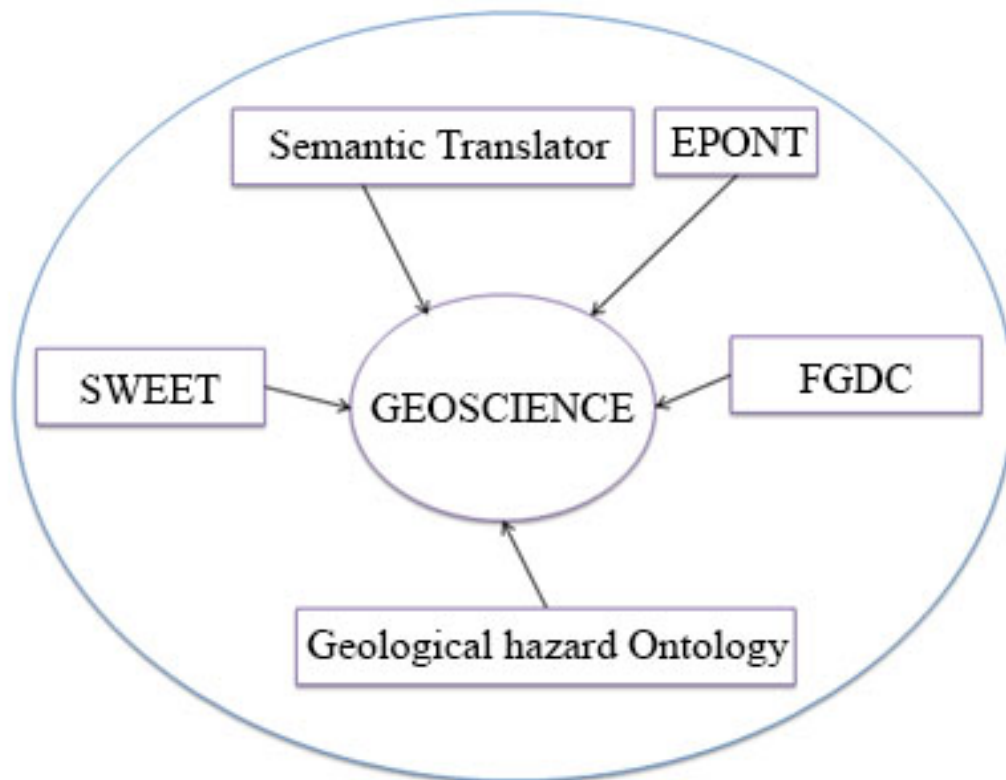 Semantic Translator
EPONT
SWEET
GEOSCIENCE
FGDC
Geological hazard Ontology